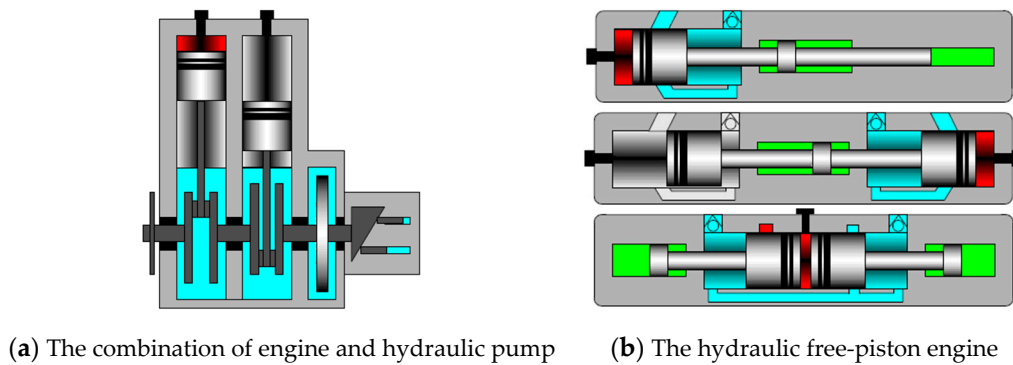 (a) The combination of engine and hydraulic pump
(b) The hydraulic free-piston engine